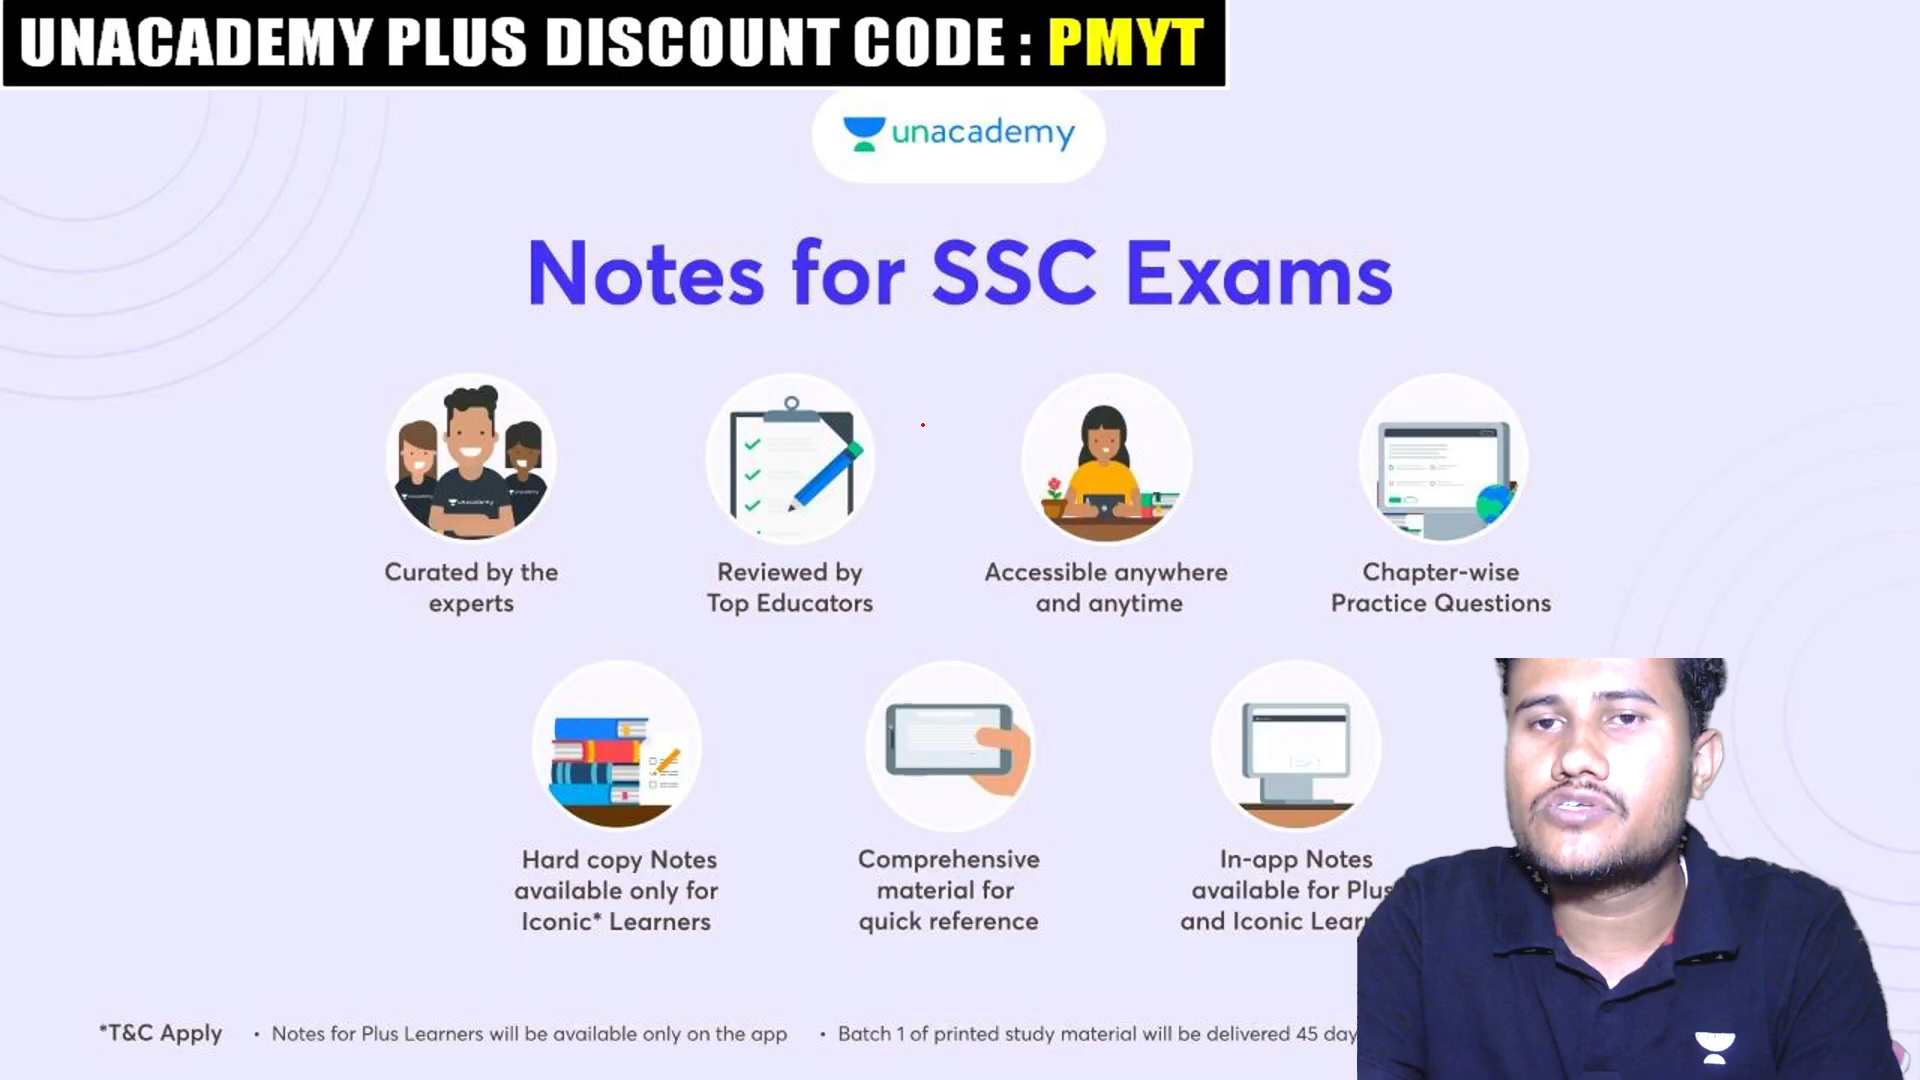 UNACADEMY PLUS DISCOUNT CODE : PMYT
unacademy
Notes for SSC Exams
Curated by the
experts
Reviewed by
Top Educators
Accessible anywhere
and anytime
Chapter-wise
Practice Questions
Hard copy Notes
available only for
Iconic* Learners
Comprehensive
material for
quick reference
In-app Notes
available for Plus
and Iconic Lear
*T&C Apply • Notes for Plus Learners will be available only on the app • Batch 1 of printed study material will be delivered 45 day